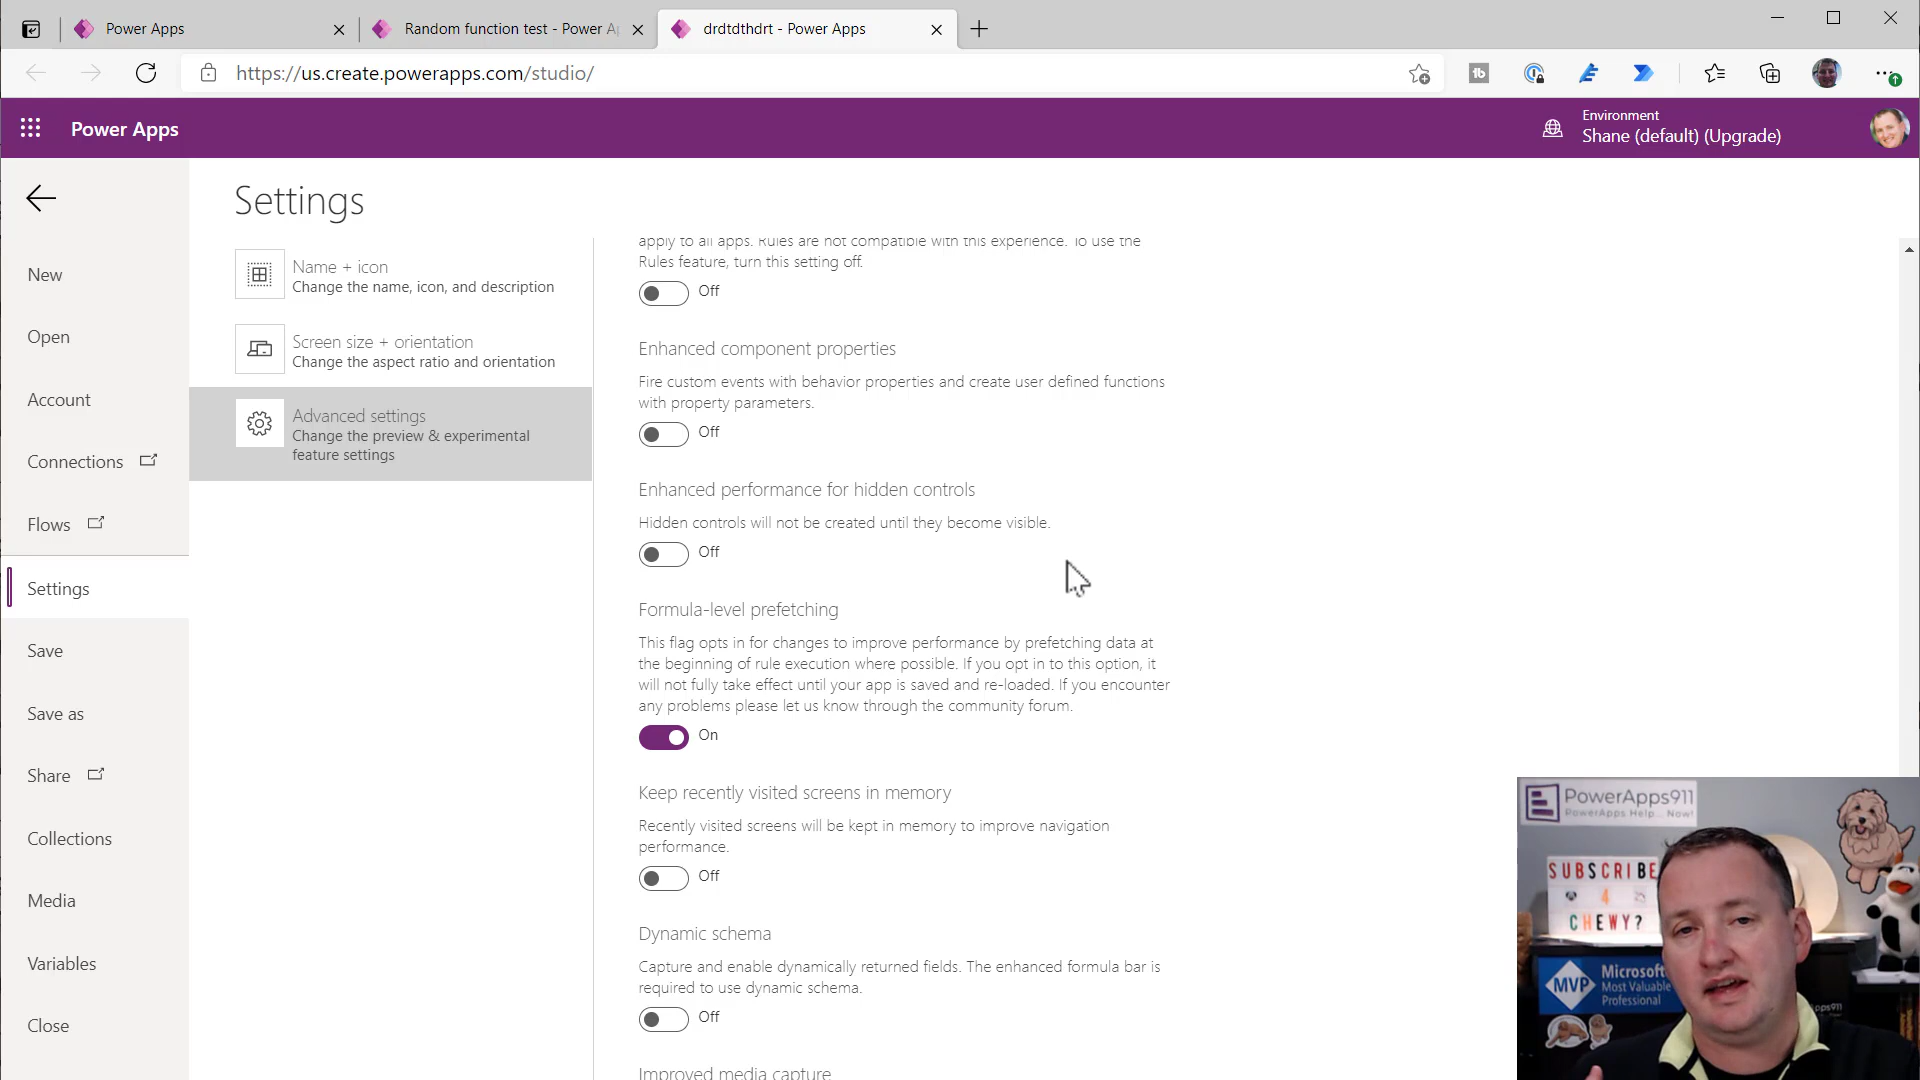 Power Apps
Random function test - Power A
drdtdthdrt - Power Apps
https://us.create.powerapps.com/studio/
Power Apps
Environment
Shane (default) (Upgrade)
Settings
New
Open
Account
Connections
Flows
Settings
Save
Save as
Share
Collections
Media
Variables
Close
Name + icon
Change the name, icon, and description
Screen size + orientation
Change the aspect ratio and orientation
Advanced settings
Change the preview & experimental
feature settings
apply to all apps. Rules are not compatible with this experience. To use the
Rules feature, turn this setting off.
Off
Enhanced component properties
Fire custom events with behavior properties and create user defined functions
with property parameters.
Off
Enhanced performance for hidden controls
Hidden controls will not be created until they become visible.
Off
Formula-level prefetching
This flag opts in for changes to improve performance by prefetching data at
the beginning of rule execution where possible. If you opt in to this option, it
will not fully take effect until your app is saved and re-loaded. If you encounter
any problems please let us know through the community forum.
On
Keep recently visited screens in memory
Recently visited screens will be kept in memory to improve navigation
performance.
Off
Dynamic schema
Capture and enable dynamically returned fields. The enhanced formula bar is
required to use dynamic schema.
Off
Improved media capture
PowerApps911
PowerApps Help... Now!
SUBSCRIBE
4
CHEWY?
MVP
Microsoft
Most Valuable
Professional
pps911